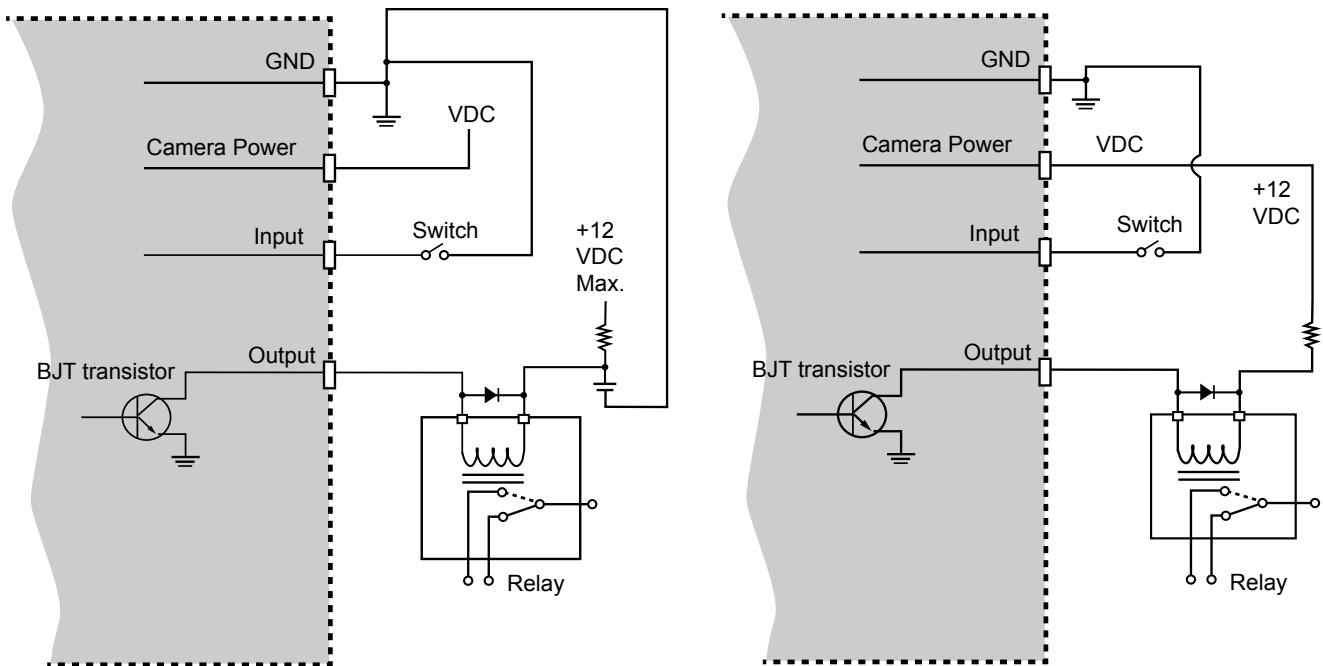 GND
VDC
Camera Power
Input
Switch
+12
VDC
Max.
Output
BJT transistor
Relay
GND
Camera Power
VDC
+12
VDC
Input
Switch
Output
BJT transistor
Relay